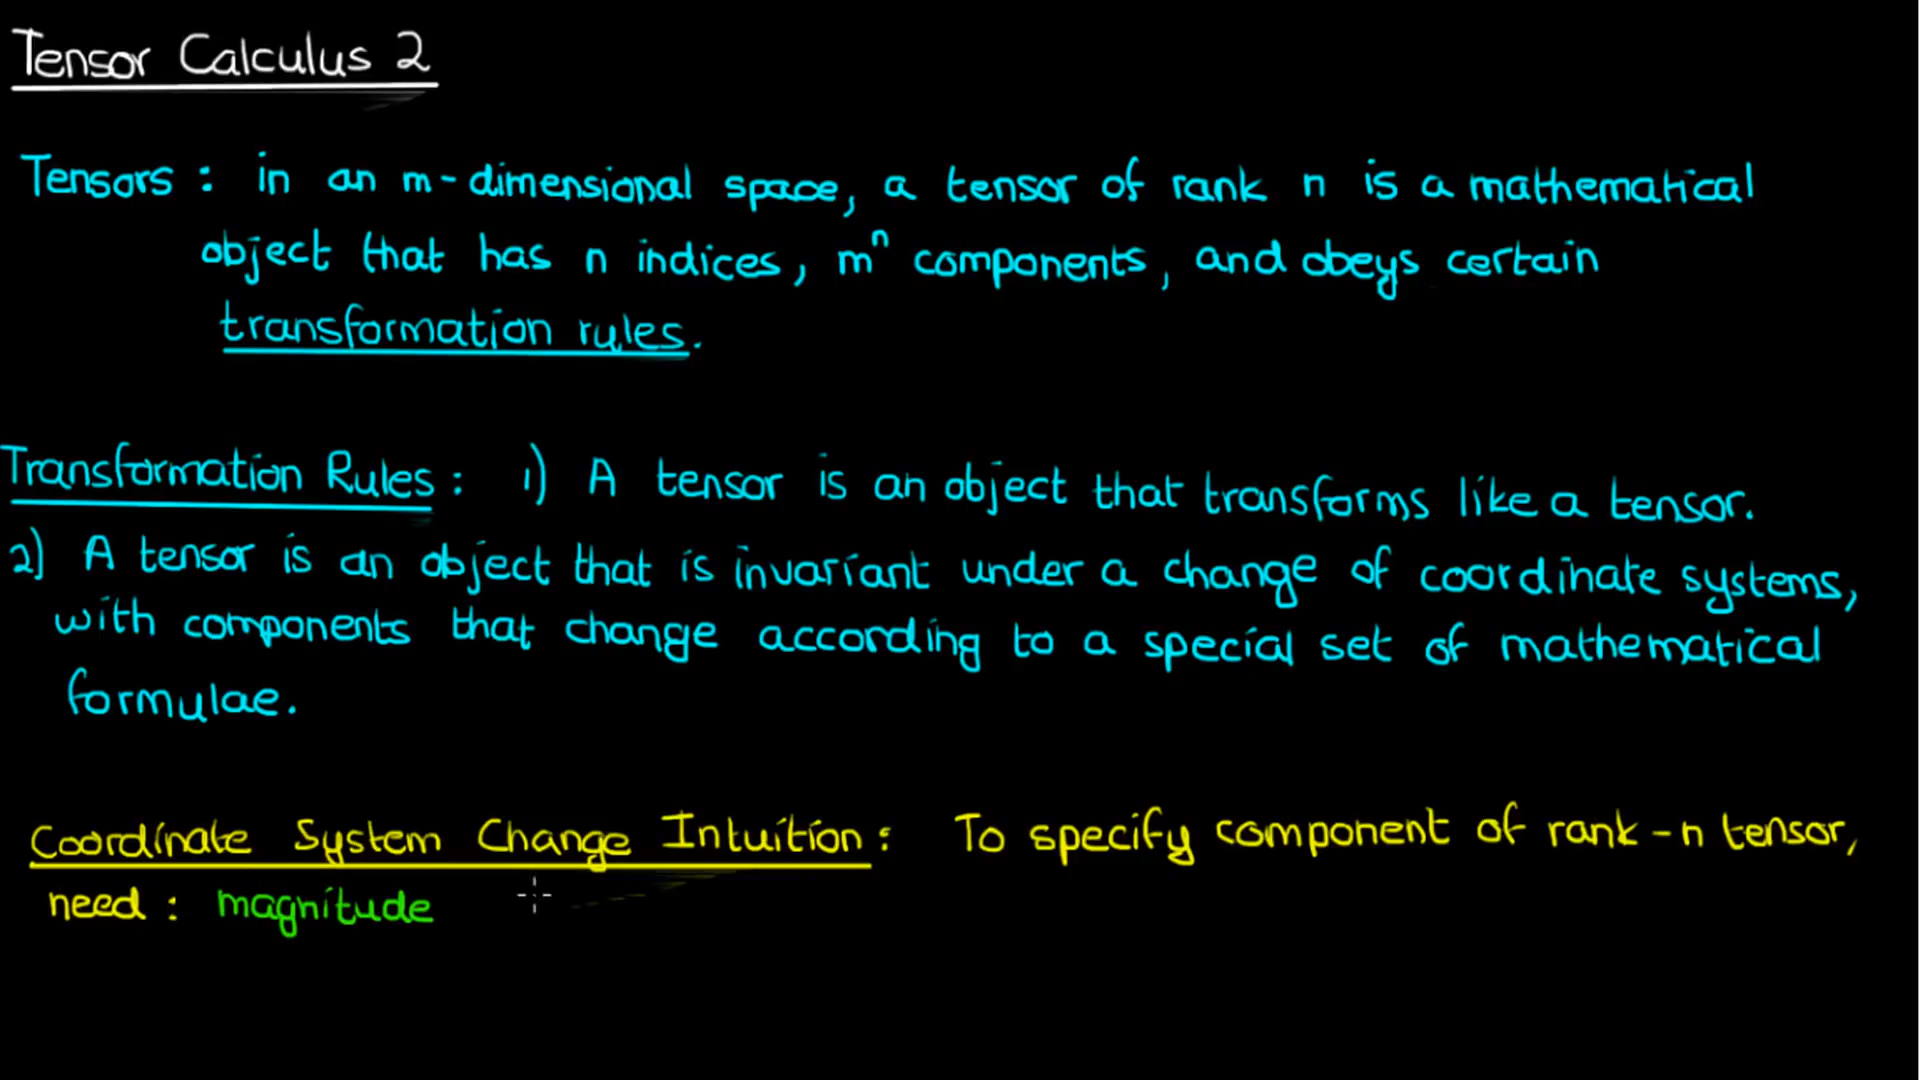 Tensor Calculus 2
Tensors : in an m-dimensional space, a tensor of rank n is a mathematical
object that has n indices, mⁿ components, and obeys certain
transformation rules.
Transformation Rules : 1) A tensor is an object that transforms like a tensor.
2) A tensor is an object that is invariant under a change of coordinate systems,
with components that change according to a special set of mathematical
formulae.
Coordinate System Change Intuition : To specify component of rank-n tensor,
need : magnitude